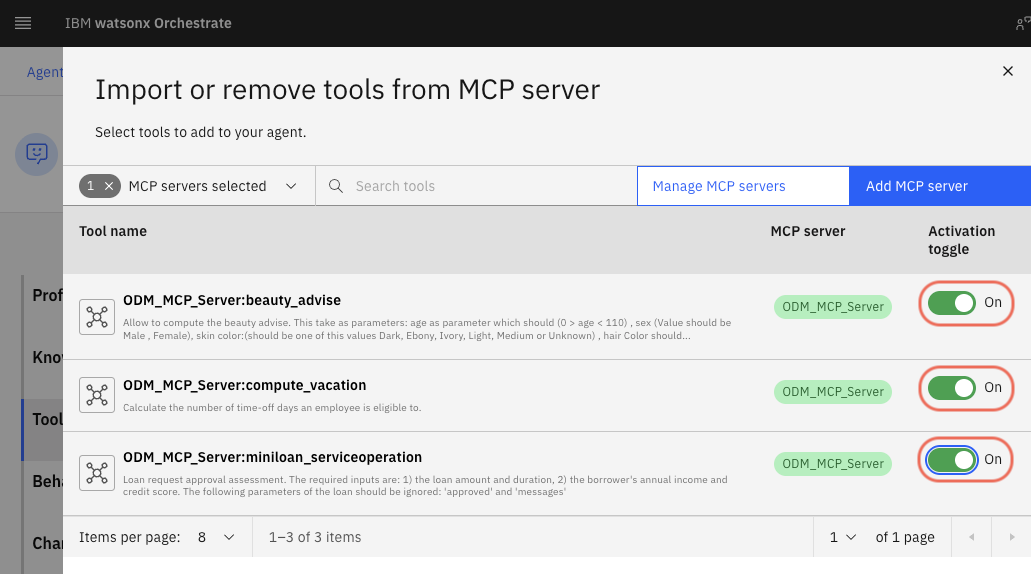 IBM watsonx Orchestrate
Agent
Import or remove tools from MCP server
Select tools to add to your agent.
1 MCP servers selected
Search tools
Manage MCP servers
Add MCP server
Tool name
MCP server
Activation
toggle
Prof
ODM_MCP_Server:beauty_advise
Allow to compute the beauty advise. This take as parameters: age as parameter which should (0 > age < 110) , sex (Value should be
Male , Female), skin color:(should be one of this values Dark, Ebony, Ivory, Light, Medium or Unknown) , hair Color should...
ODM_MCP_Server
On
Kno
ODM_MCP_Server:compute_vacation
Calculate the number of time-off days an employee is eligible to.
ODM_MCP_Server
On
Tool
ODM_MCP_Server:miniloan_serviceoperation
Loan request approval assessment. The required inputs are: 1) the loan amount and duration, 2) the borrower's annual income and
credit score. The following parameters of the loan should be ignored: 'approved' and 'messages'
ODM_MCP_Server
On
Beha
Chan
Items per page: 8
1–3 of 3 items
1 of 1 page